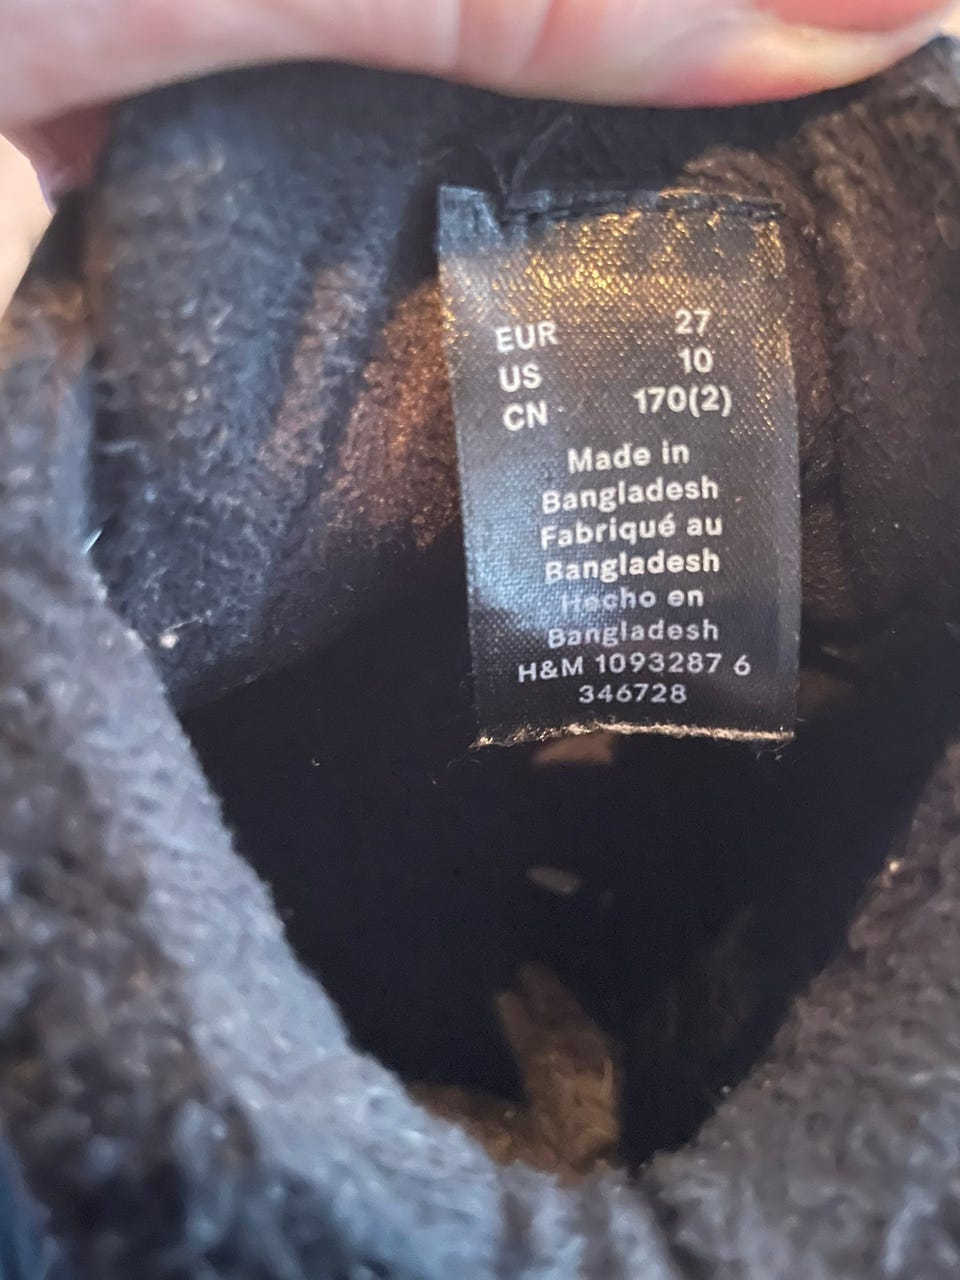 EUR 27
US 10
CN 170(2)
Made in
Bangladesh
Fabriqué au
Bangladesh
Hecho en
Bangladesh
H&M 1093287 6
346728